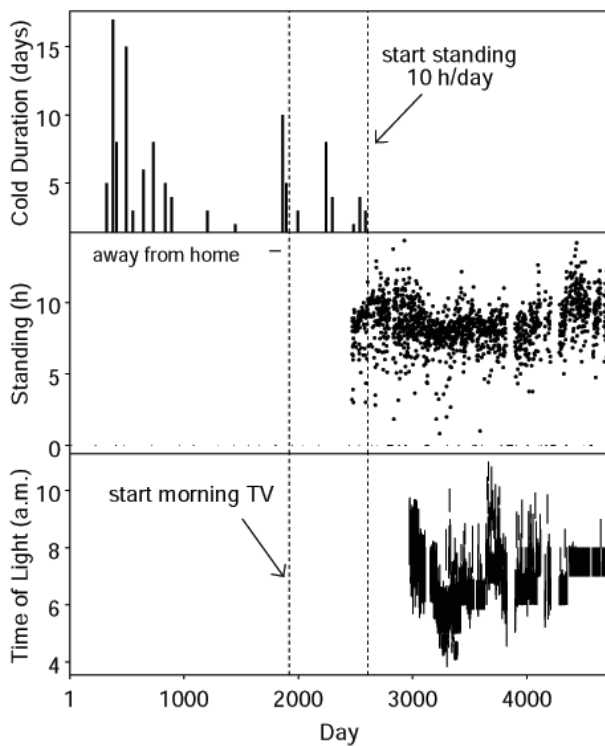 Cold Duration (days)
15
10
5
start standing
10 h/day
Standing (h)
away from home
10
5
0
Time of Light (a.m.)
10
8
6
4
start morning TV
1
1000
2000
3000
4000
Day